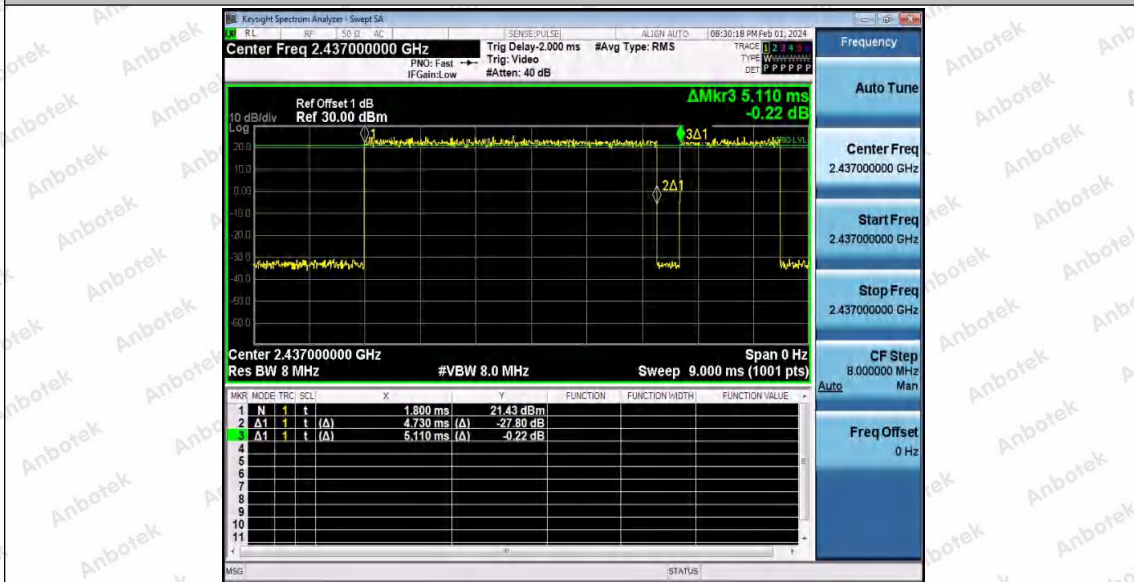 Keysight Spectrum Analyzer - Swept SA
RL RF 50 Ω AC SENSE:PULSE ALIGN AUTO 08:30:18 PM Feb 01, 2024
Center Freq 2.437000000 GHz
Trig Delay-2.000 ms #Avg Type: RMS
TRACE 1 2 3 4 5 6
PNO: Fast Trig: Video
TYPE
IFGain:Low #Atten: 40 dB
DET P P P P P P
Frequency
Auto Tune
Center Freq
2.437000000 GHz
Start Freq
2.437000000 GHz
Stop Freq
2.437000000 GHz
CF Step
8.000000 MHz
Auto Man
Freq Offset
0 Hz
ΔMkr3 5.110 ms
-0.22 dB
Ref Offset 1 dB
10 dB/div Ref 30.00 dBm
Log
1
3Δ1
TRIG LVL
2Δ1
20.0
10.0
0.00
-10.0
-20.0
-30.0
-40.0
-50.0
-60.0
Center 2.437000000 GHz Span 0 Hz
Res BW 8 MHz #VBW 8.0 MHz Sweep 9.000 ms (1001 pts)
MKR MODE TRC SCL X Y FUNCTION FUNCTION WIDTH FUNCTION VALUE
1 N 1 t 1.800 ms 21.43 dBm
2 Δ1 1 t (Δ) 4.730 ms (Δ) -27.80 dB
3 Δ1 1 t (Δ) 5.110 ms (Δ) -0.22 dB
4
5
6
7
8
9
10
11
MSG STATUS
Anbotek